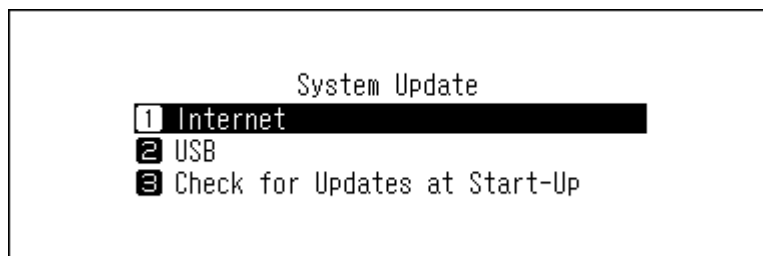 System Update
1 Internet
2 USB
3 Check for Updates at Start-Up